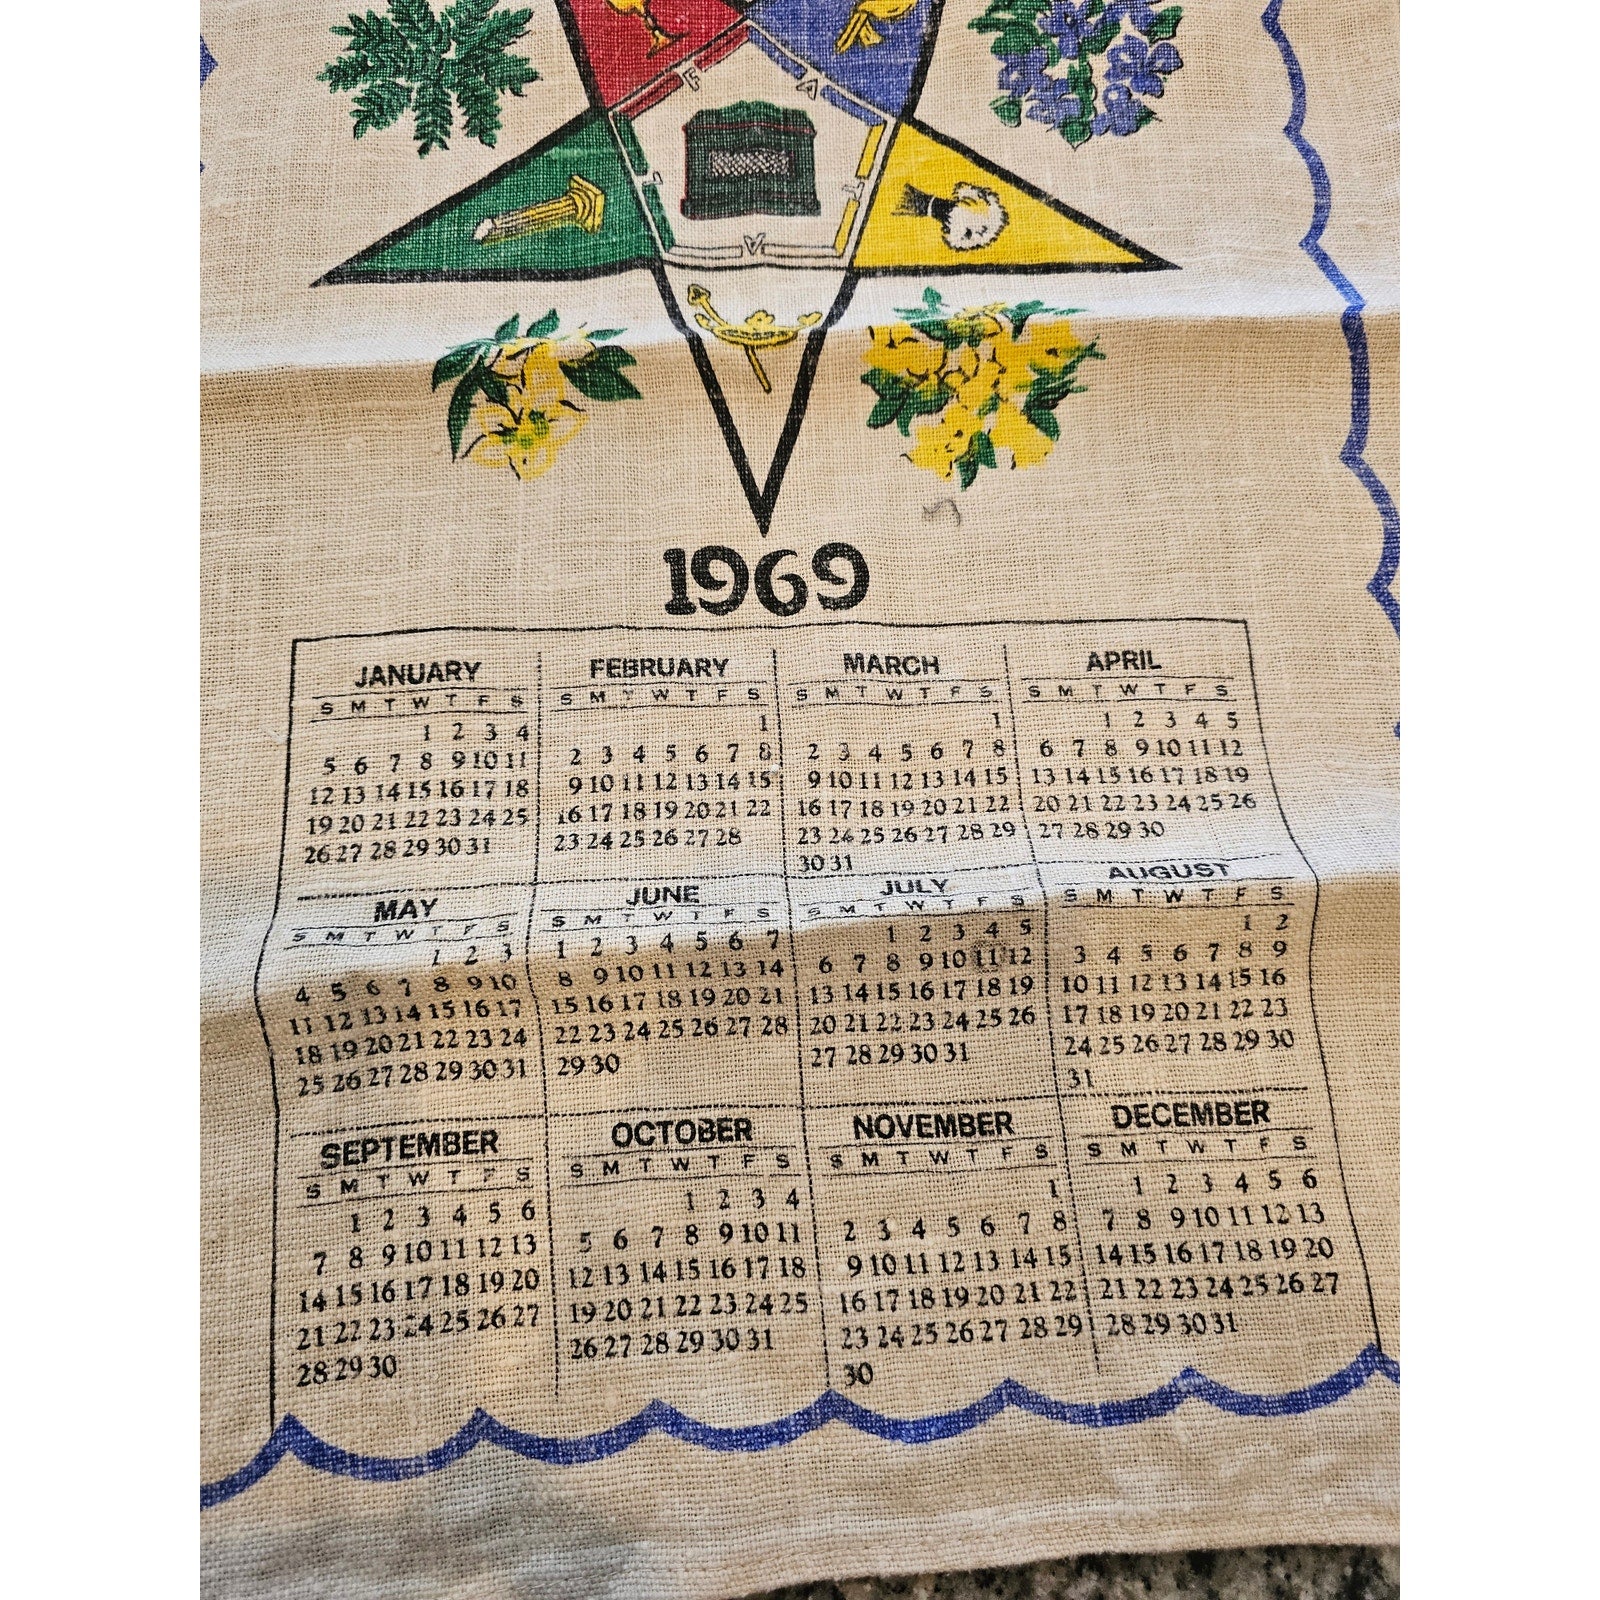 F A
1969
JANUARY
S M T W T F S
1 2 3 4
5 6 7 8 9 10 11
12 13 14 15 16 17 18
19 20 21 22 23 24 25
26 27 28 29 30 31
FEBRUARY
S M T W T F S
1
2 3 4 5 6 7 8
9 10 11 12 13 14 15
16 17 18 19 20 21 22
23 24 25 26 27 28
MARCH
S M T W T F S
1
2 3 4 5 6 7 8
9 10 11 12 13 14 15
16 17 18 19 20 21 22
23 24 25 26 27 28 29
30 31
APRIL
S M T W T F S
1 2 3 4 5
6 7 8 9 10 11 12
13 14 15 16 17 18 19
20 21 22 23 24 25 26
27 28 29 30
MAY
S M T W T F S
1 2 3
4 5 6 7 8 9 10
11 12 13 14 15 16 17
18 19 20 21 22 23 24
25 26 27 28 29 30 31
JUNE
S M T W T F S
1 2 3 4 5 6 7
8 9 10 11 12 13 14
15 16 17 18 19 20 21
22 23 24 25 26 27 28
29 30
JULY
S M T W T F S
1 2 3 4 5
6 7 8 9 10 11 12
13 14 15 16 17 18 19
20 21 22 23 24 25 26
27 28 29 30 31
AUGUST
S M T W T F S
1 2
3 4 5 6 7 8 9
10 11 12 13 14 15 16
17 18 19 20 21 22 23
24 25 26 27 28 29 30
31
SEPTEMBER
S M T W T F S
1 2 3 4 5 6
7 8 9 10 11 12 13
14 15 16 17 18 19 20
21 22 23 24 25 26 27
28 29 30
OCTOBER
S M T W T F S
1 2 3 4
5 6 7 8 9 10 11
12 13 14 15 16 17 18
19 20 21 22 23 24 25
26 27 28 29 30 31
NOVEMBER
S M T W T F S
1
2 3 4 5 6 7 8
9 10 11 12 13 14 15
16 17 18 19 20 21 22
23 24 25 26 27 28 29
30
DECEMBER
S M T W T F S
1 2 3 4 5 6
7 8 9 10 11 12 13
14 15 16 17 18 19 20
21 22 23 24 25 26 27
28 29 30 31